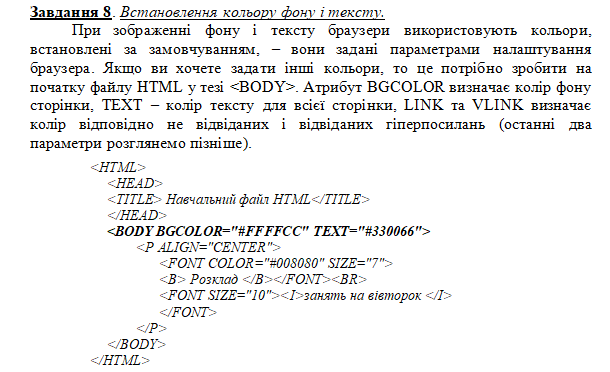 Завдання 8. Встановлення кольору фону і тексту.
При зображенні фону і тексту браузери використовують кольори,
встановлені за замовчуванням, – вони задані параметрами налаштування
браузера. Якщо ви хочете задати інші кольори, то це потрібно зробити на
початку файлу HTML у тезі <BODY>. Атрибут BGCOLOR визначає колір фону
сторінки, TEXT – колір тексту для всієї сторінки, LINK та VLINK визначає
колір відповідно не відвіданих і відвіданих гіперпосилань (останні два
параметри розглянемо пізніше).
<HTML>
<HEAD>
<TITLE> Навчальний файл HTML</TITLE>
</HEAD>
<BODY BGCOLOR="#FFFFCC" TEXT="#330066">
<P ALIGN="CENTER">
<FONT COLOR="#008080" SIZE="7">
<B> Розклад </B></FONT><BR>
<FONT SIZE="10"><I>занять на вівторок </I>
</FONT>
</P>
</BODY>
</HTML>